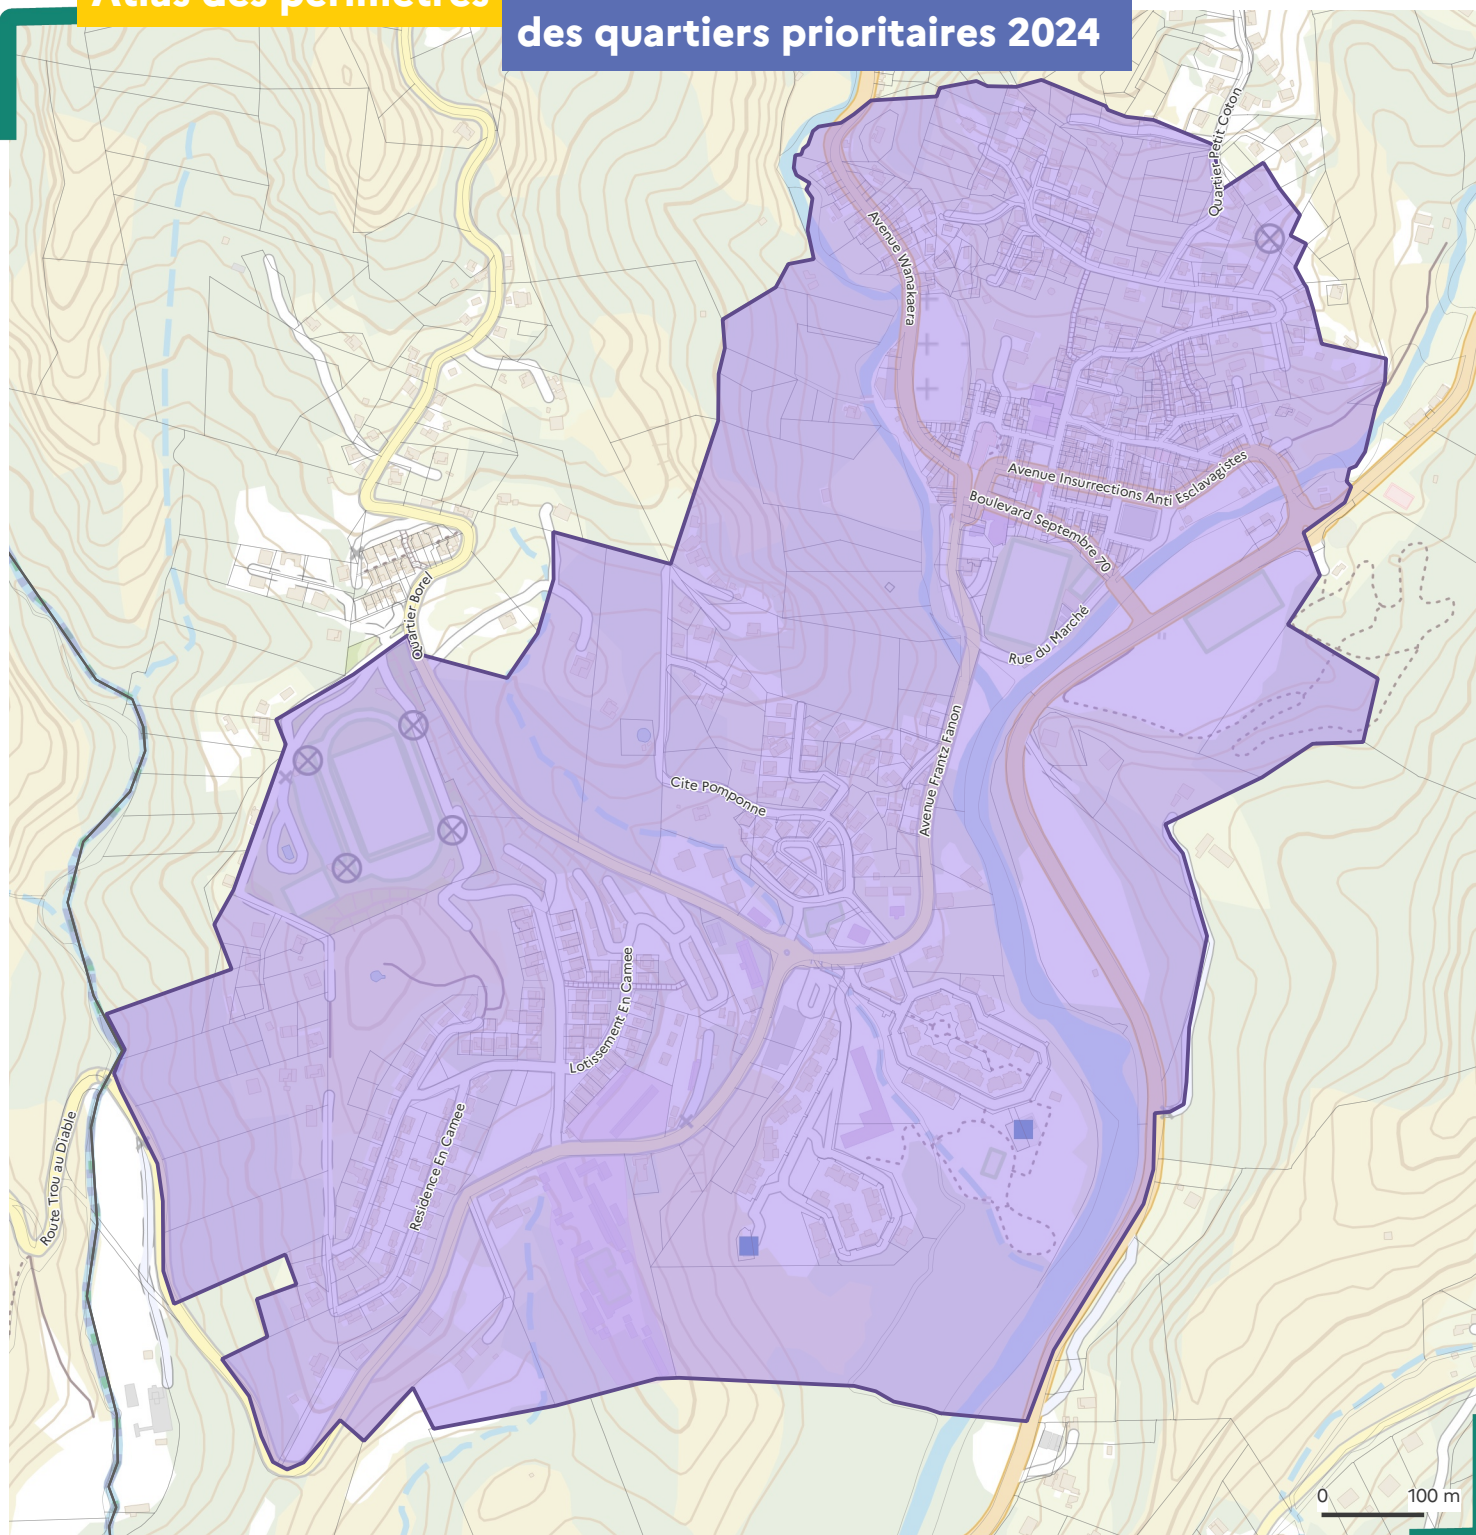 Atlas des périmètres
des quartiers prioritaires 2024
Quartier Petit Coton
Avenue Wanakaera
Avenue Insurrections Anti Esclavagistes
Boulevard Septembre 70
Quartier Borel
Rue du Marché
Avenue Frantz Fanon
Cite Pomponne
Lotissement En Camee
Residence En Camee
Route Trou au Diable
0 100 m